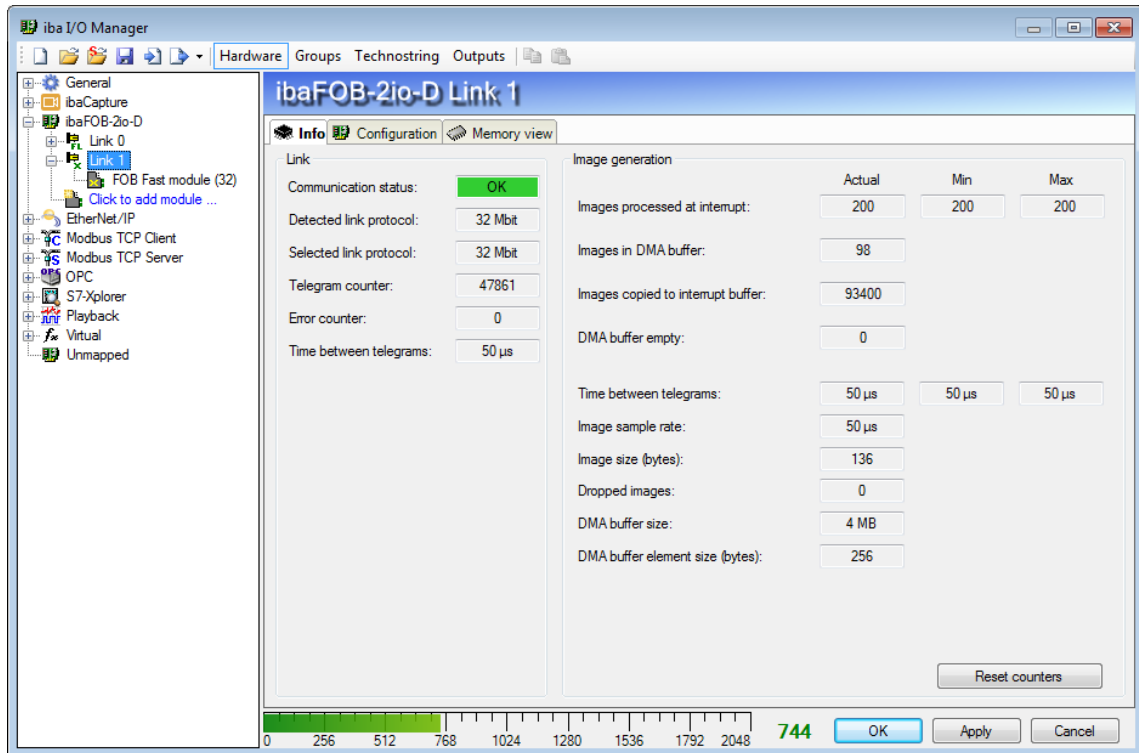 iba I/O Manager
Hardware Groups Technostring Outputs
General
ibaCapture
ibaFOB-2io-D
Link 0
Link 1
FOB Fast module (32)
Click to add module ...
EtherNet/IP
Modbus TCP Client
Modbus TCP Server
OPC
S7-Xplorer
Playback
Virtual
Unmapped
ibaFOB-2io-D Link 1
Info Configuration Memory view
Link
Communication status: OK
Detected link protocol: 32 Mbit
Selected link protocol: 32 Mbit
Telegram counter: 47861
Error counter: 0
Time between telegrams: 50 µs
Image generation
Actual Min Max
Images processed at interrupt: 200 200 200
Images in DMA buffer: 98
Images copied to interrupt buffer: 93400
DMA buffer empty: 0
Time between telegrams: 50 µs 50 µs 50 µs
Image sample rate: 50 µs
Image size (bytes): 136
Dropped images: 0
DMA buffer size: 4 MB
DMA buffer element size (bytes): 256
Reset counters
0 256 512 768 1024 1280 1536 1792 2048
744 OK Apply Cancel